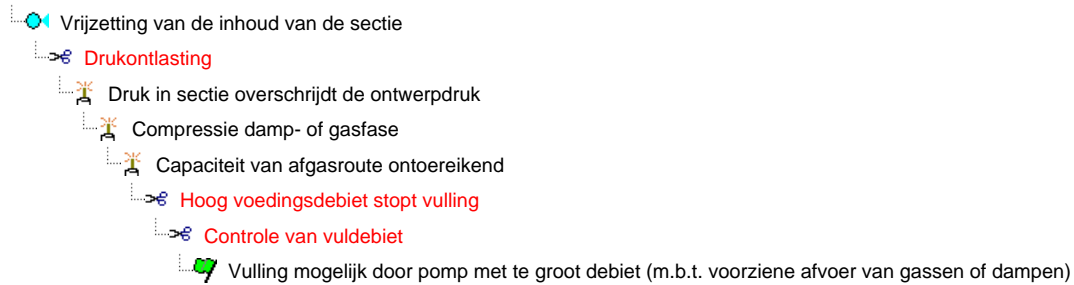 Vrijzetting van de inhoud van de sectie
Drukontlasting
Druk in sectie overschrijdt de ontwerpdruk
Compressie damp- of gasfase
Capaciteit van afgasroute ontoereikend
Hoog voedingsdebiet stopt vulling
Controle van vuldebiet
Vulling mogelijk door pomp met te groot debiet (m.b.t. voorziene afvoer van gassen of dampen)